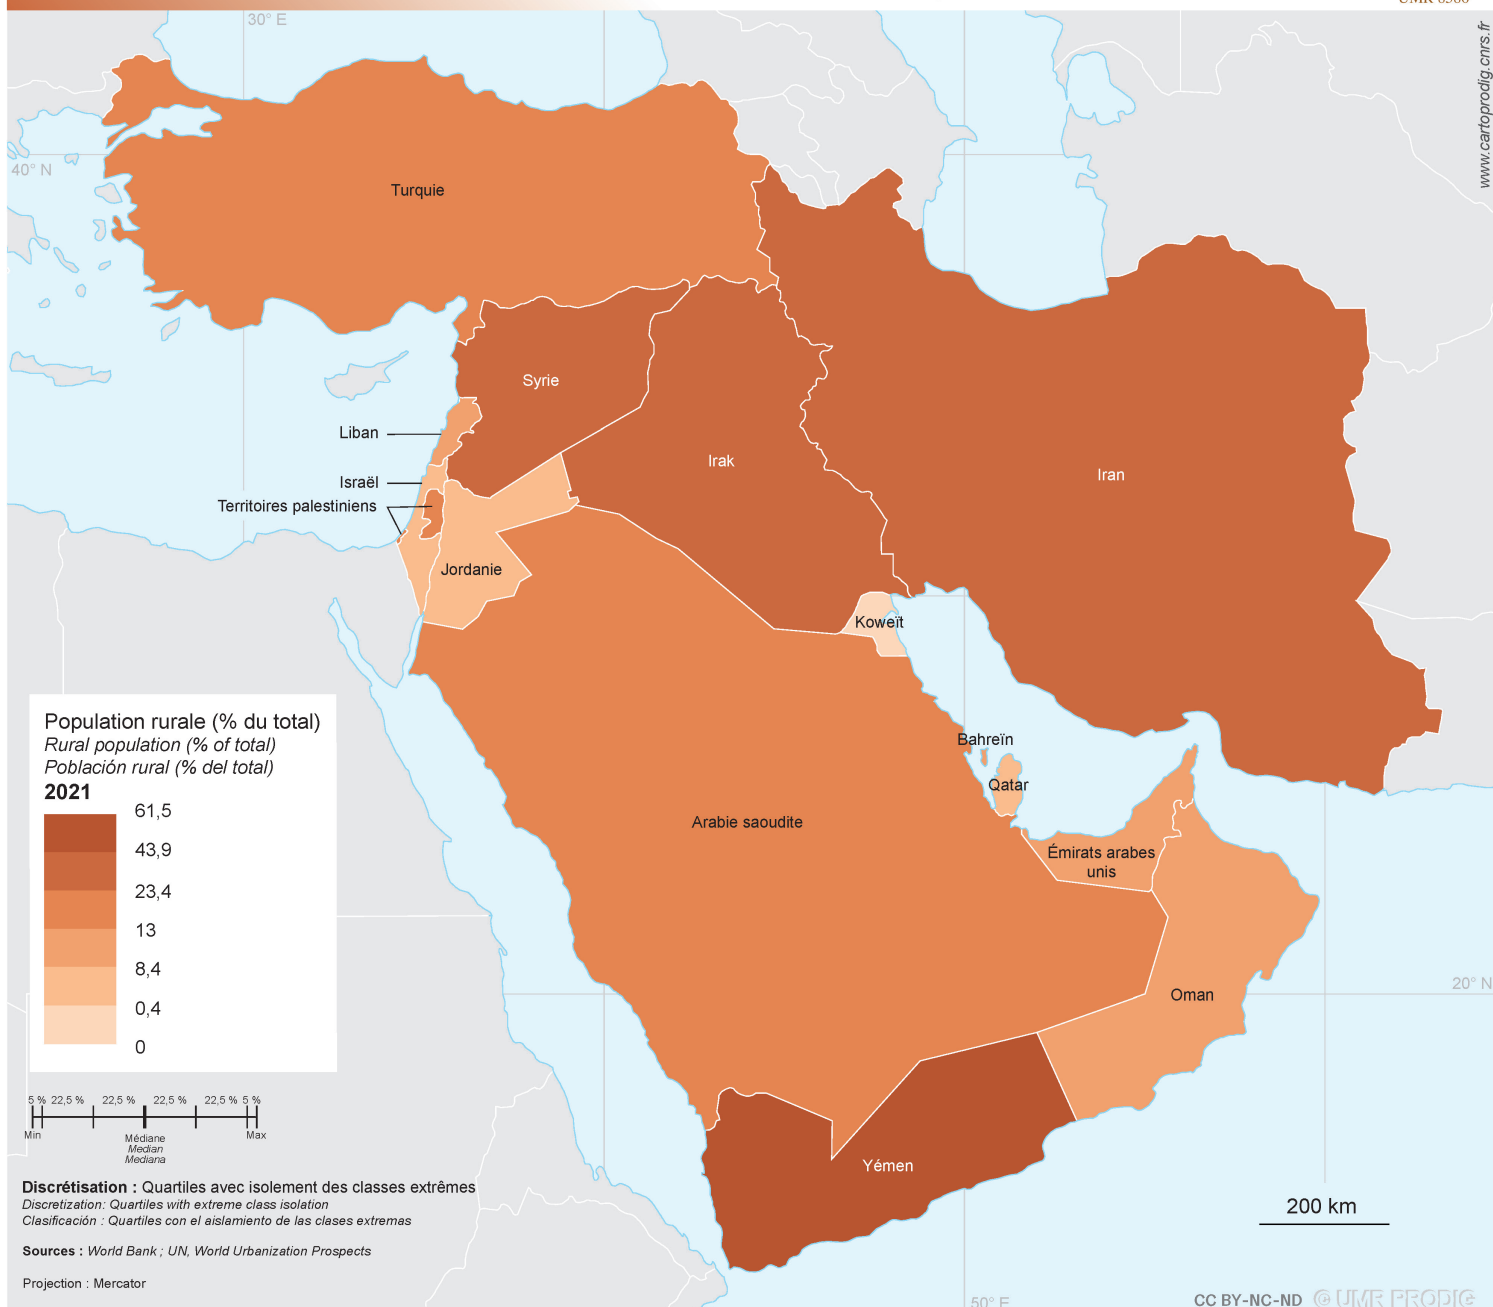 30° E
www.cartoprodig.cnrs.fr
40° N
Turquie
Syrie
Liban
Irak
Iran
Israël
Territoires palestiniens
Jordanie
Koweït
Bahreïn
Qatar
Arabie saoudite
Émirats arabes
unis
Oman
20° N
Yémen
Population rurale (% du total)
Rural population (% of total)
Población rural (% del total)
2021
61,5
43,9
23,4
13
8,4
0,4
0
5 % 22,5 % 22,5 % 22,5 % 22,5 % 5 %
Min Max
Médiane
Median
Mediana
Discrétisation : Quartiles avec isolement des classes extrêmes
Discretization: Quartiles with extreme class isolation
Clasificación : Quartiles con el aislamiento de las clases extremas
Sources : World Bank ; UN, World Urbanization Prospects
Projection : Mercator
200 km
50° E
CC BY-NC-ND © UMR PRODIG